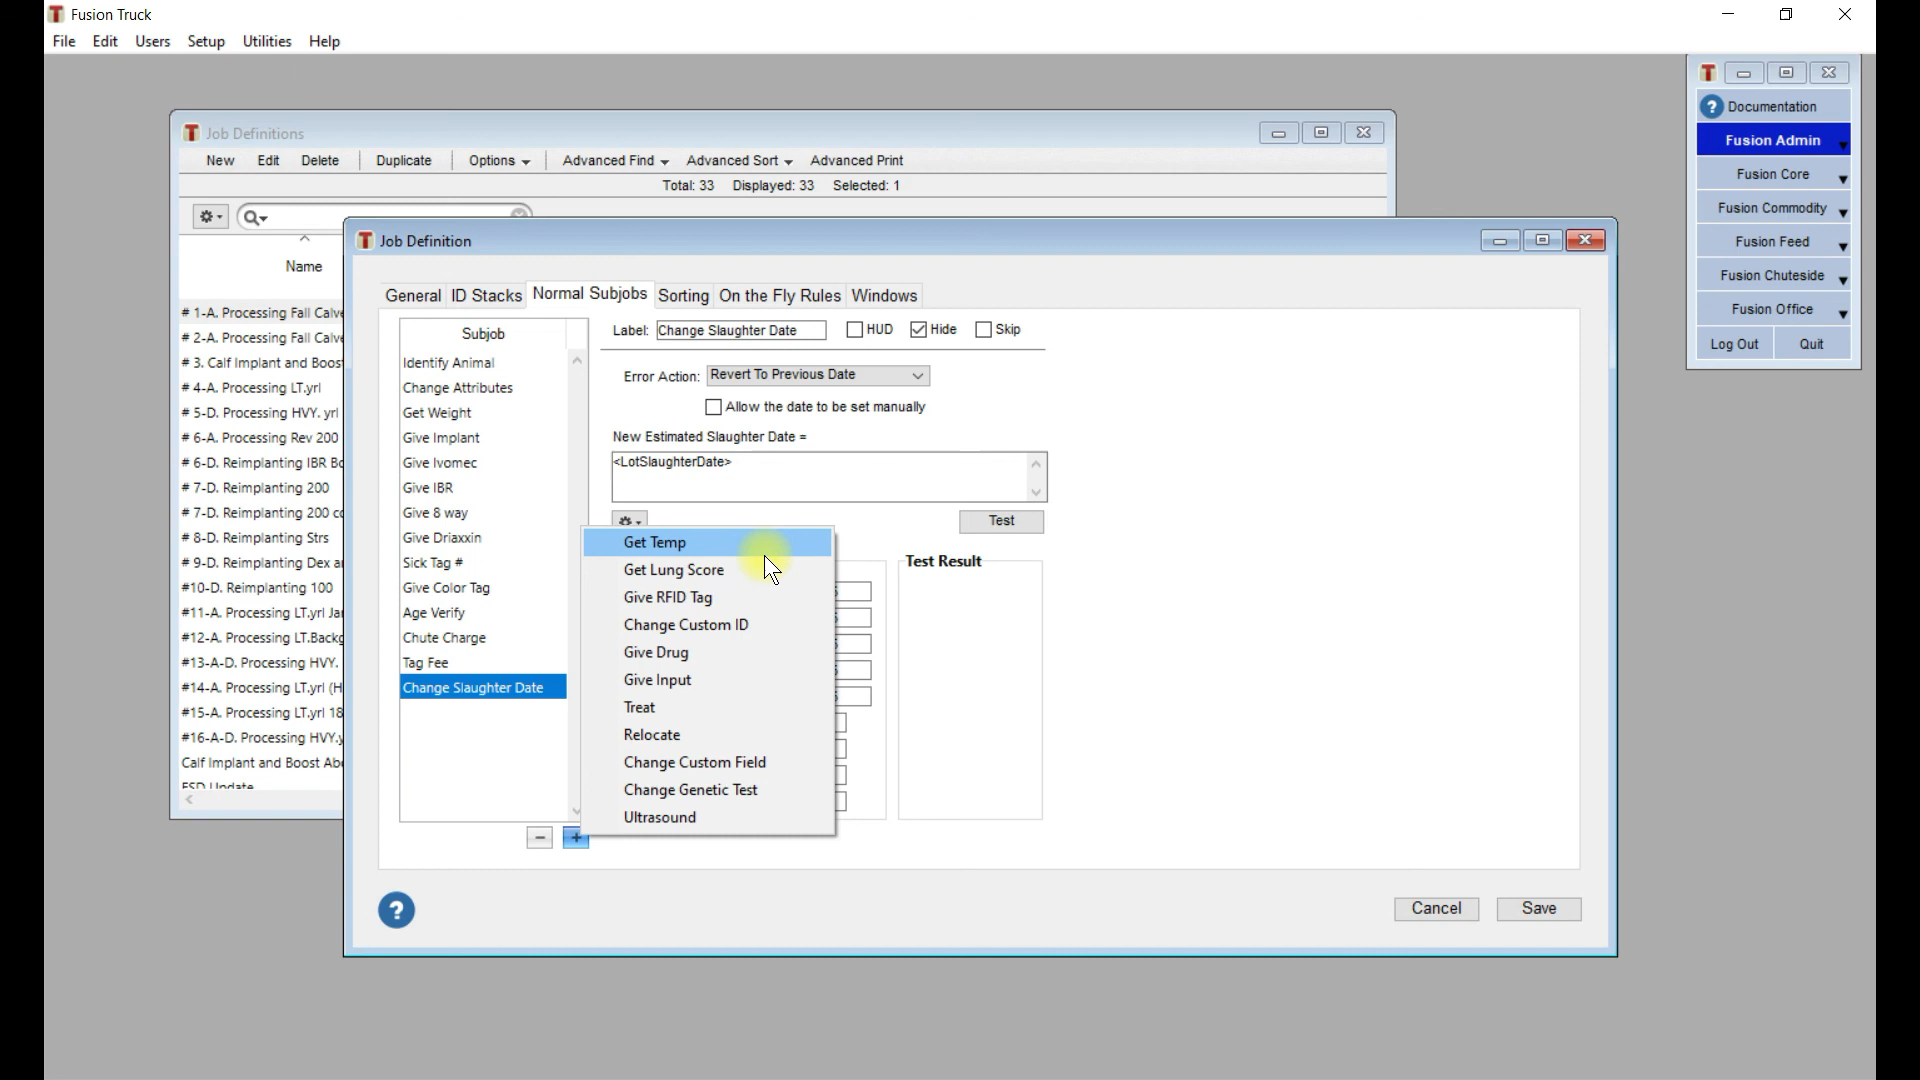 Fusion Truck
File Edit Users Setup Utilities Help
Documentation
Fusion Admin
Fusion Core
Fusion Commodity
Fusion Feed
Fusion Chuteside
Fusion Office
Log Out Quit
Job Definitions
New Edit Delete Duplicate Options Advanced Find Advanced Sort Advanced Print
Total: 33 Displayed: 33 Selected: 1
Name
# 1-A. Processing Fall Calve
# 2-A. Processing Fall Calve
# 3. Calf Implant and Boost
# 4-A. Processing LT.yrl
# 5-D. Processing HVY. yrl
# 6-A. Processing Rev 200
# 6-D. Reimplanting IBR Bo
# 7-D. Reimplanting 200
# 7-D. Reimplanting 200 co
# 8-D. Reimplanting Strs
# 9-D. Reimplanting Dex a
#10-D. Reimplanting 100
#11-A. Processing LT.yrl Ja
#12-A. Processing LT.Backg
#13-A-D. Processing HVY.
#14-A. Processing LT.yrl (H
#15-A. Processing LT.yrl 18
#16-A-D. Processing HVY.y
Calf Implant and Boost Abe
ESD Update
Job Definition
General ID Stacks Normal Subjobs Sorting On the Fly Rules Windows
Subjob
Identify Animal
Change Attributes
Get Weight
Give Implant
Give Ivomec
Give IBR
Give 8 way
Give Driaxxin
Sick Tag #
Give Color Tag
Age Verify
Chute Charge
Tag Fee
Change Slaughter Date
Label: Change Slaughter Date HUD Hide Skip
Error Action: Revert To Previous Date
Allow the date to be set manually
New Estimated Slaughter Date =
<LotSlaughterDate>
Test
Test Result
Get Temp
Get Lung Score
Give RFID Tag
Change Custom ID
Give Drug
Give Input
Treat
Relocate
Change Custom Field
Change Genetic Test
Ultrasound
Cancel Save